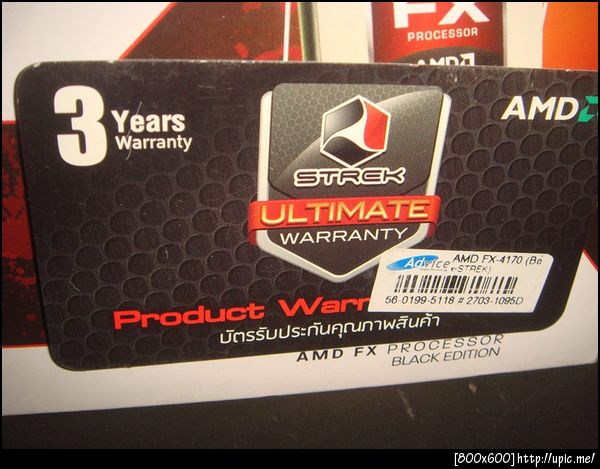 FX
PROCESSOR
AMD
3 Years
Warranty
AMD
STREK
ULTIMATE
WARRANTY
Advice AMD FX-4170 (Bo
x-STREK)
56-0199-5118 # 2703-1095D
Product Warr
บัตรรับประกันคุณภาพสินค้า
AMD FX PROCESSOR
BLACK EDITION
[800x600]http://upic.me/